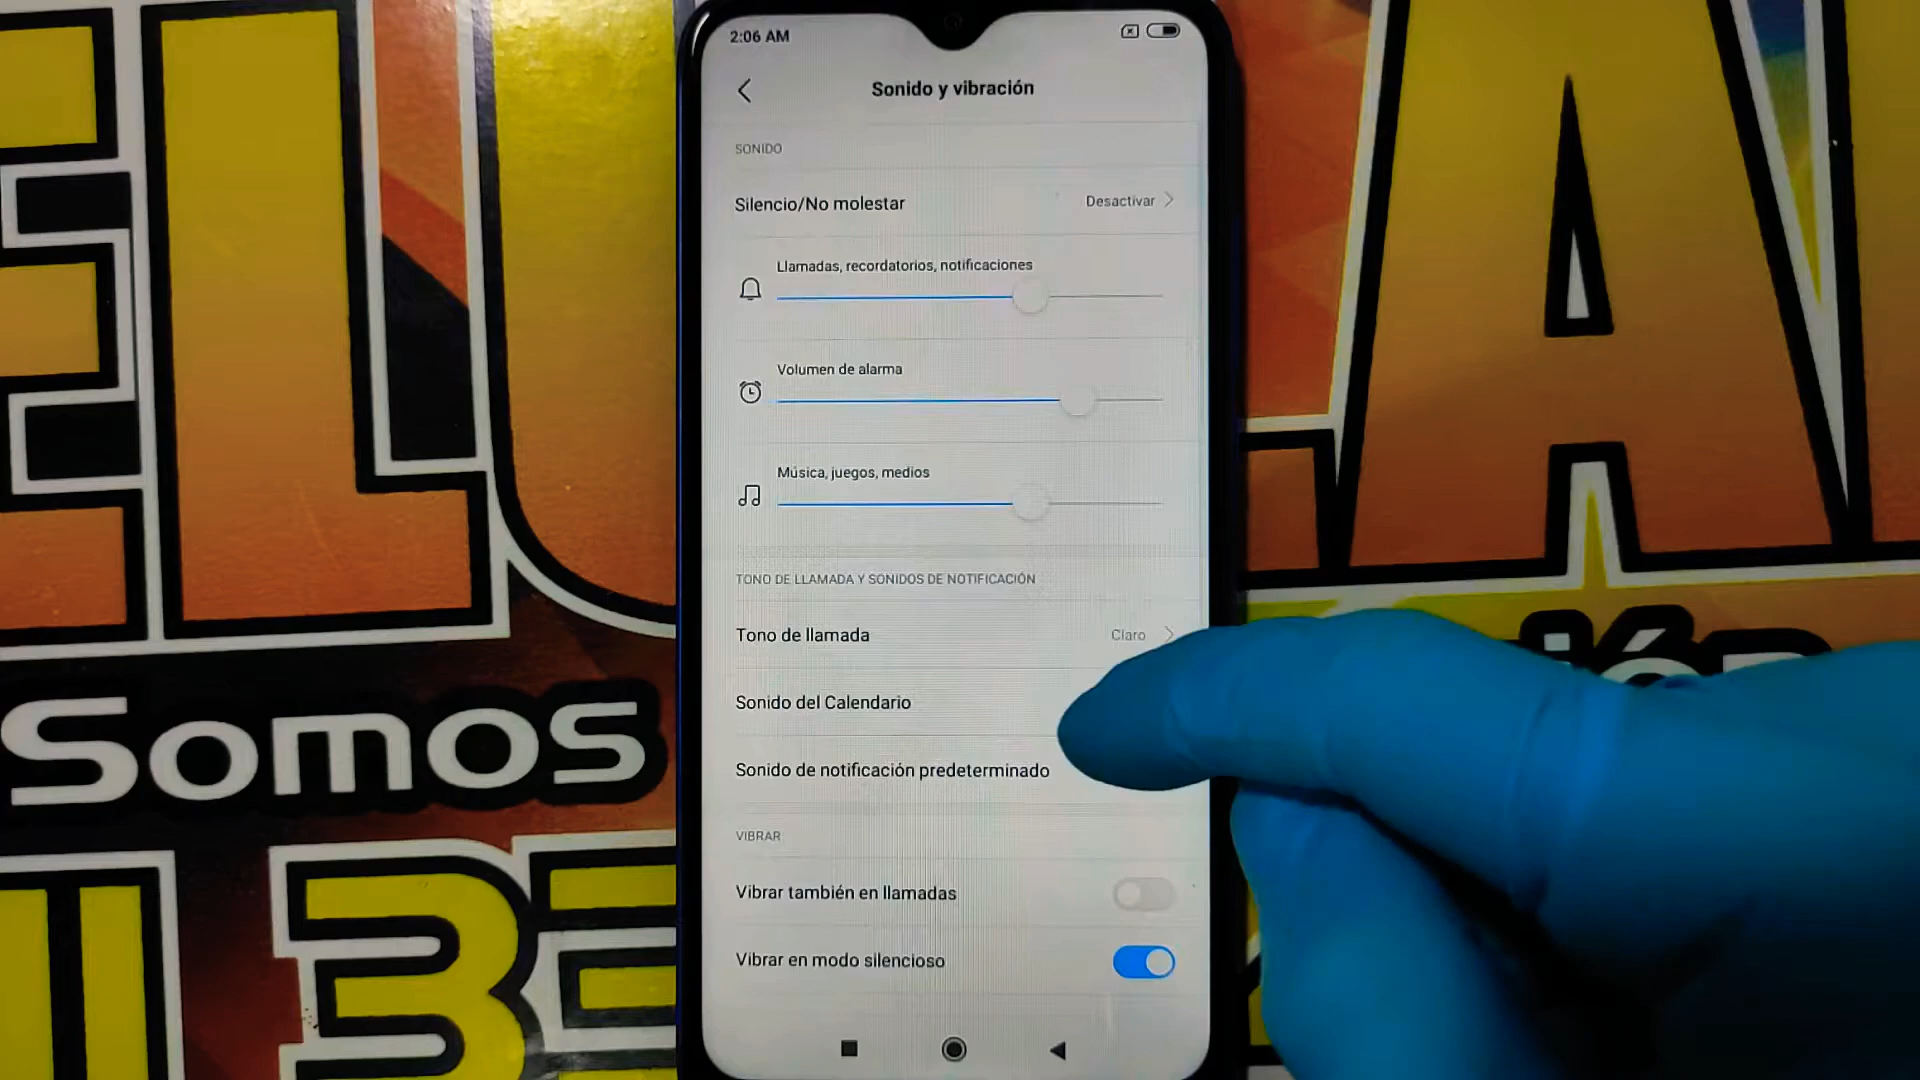 2:06 AM
Sonido y vibración
SONIDO
Silencio/No molestar
Desactivar
Llamadas, recordatorios, notificaciones
Volumen de alarma
Música, juegos, medios
TONO DE LLAMADA Y SONIDOS DE NOTIFICACIÓN
Tono de llamada
Claro
Sonido del Calendario
Sonido de notificación predeterminado
VIBRAR
Vibrar también en llamadas
Vibrar en modo silencioso
Somos